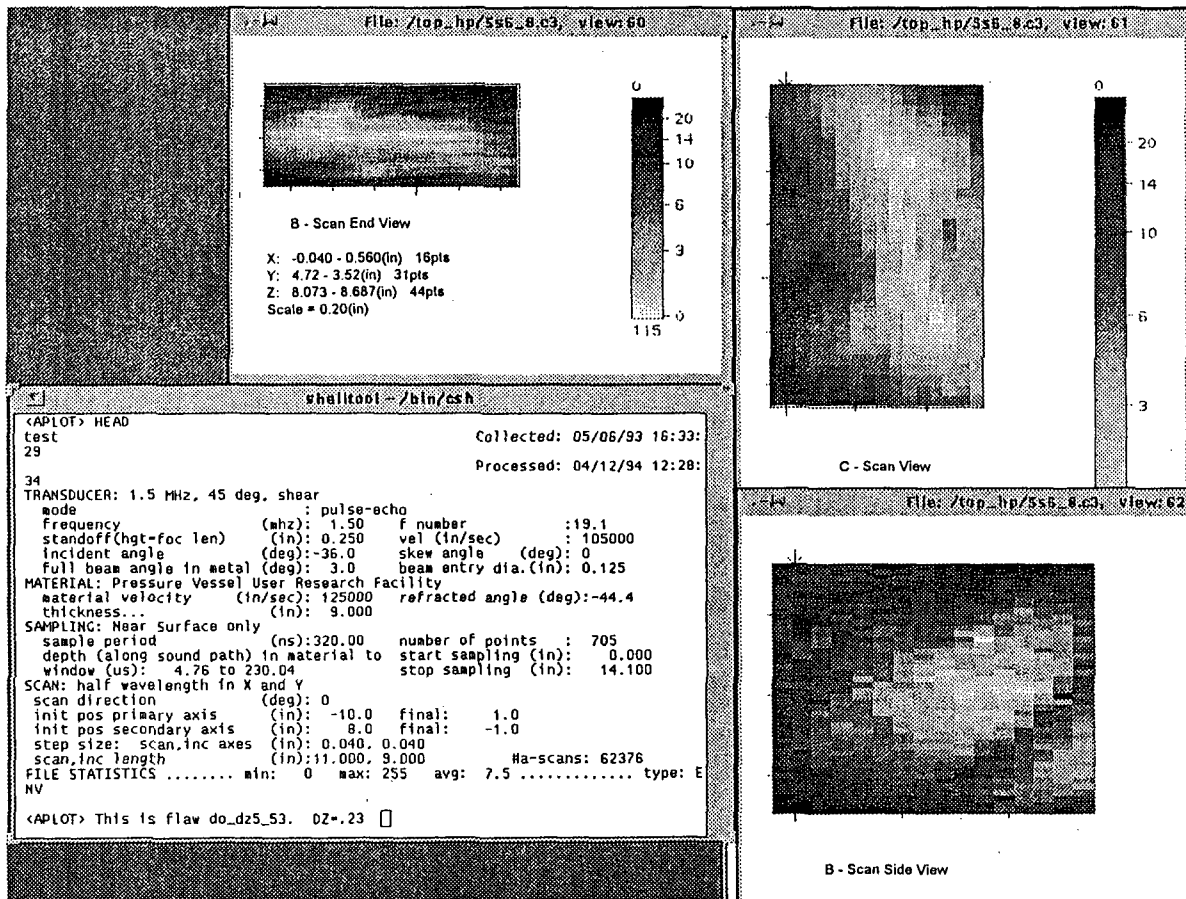 File: /top_hp/Ss6_8.c3, view:60
0
20
14
10
6
3
0
115
B - Scan End View
X: -0.040 - 0.560(in) 16pts
Y: 4.72 - 3.52(in) 31pts
Z: 8.073 - 8.687(in) 44pts
Scale = 0.20(in)
File: /top_hp/Ss6_8.c3, view:61
0
20
14
10
6
3
C - Scan View
shelltool - /bin/csh
<APLOT> HEAD
test Collected: 05/06/93 16:33:
29
Processed: 04/12/94 12:28:
34
TRANSDUCER: 1.5 MHz, 45 deg, shear
mode : pulse-echo
frequency (mhz): 1.50 f number :19.1
standoff(hgt-foc len) (in): 0.250 vel (in/sec) : 105000
incident angle (deg):-36.0 skew angle (deg): 0
full beam angle in metal (deg): 3.0 beam entry dia.(in): 0.125
MATERIAL: Pressure Vessel User Research Facility
material velocity (in/sec): 125000 refracted angle (deg):-44.4
thickness... (in): 9.000
SAMPLING: Near Surface only
sample period (ns):320.00 number of points : 705
depth (along sound path) in material to start sampling (in): 0.000
window (us): 4.76 to 230.04 stop sampling (in): 14.100
SCAN: half wavelength in X and Y
scan direction (deg): 0
init pos primary axis (in): -10.0 final: 1.0
init pos secondary axis (in): 8.0 final: -1.0
step size: scan,inc axes (in): 0.040, 0.040
scan,inc length (in):11.000, 9.000 #a-scans: 62376
FILE STATISTICS ........ min: 0 max: 255 avg: 7.5 ............. type: E
NV
<APLOT> This is flaw do_dz5_53. DZ=.23
File: /top_hp/Ss6_8.c3, view:62
B - Scan Side View